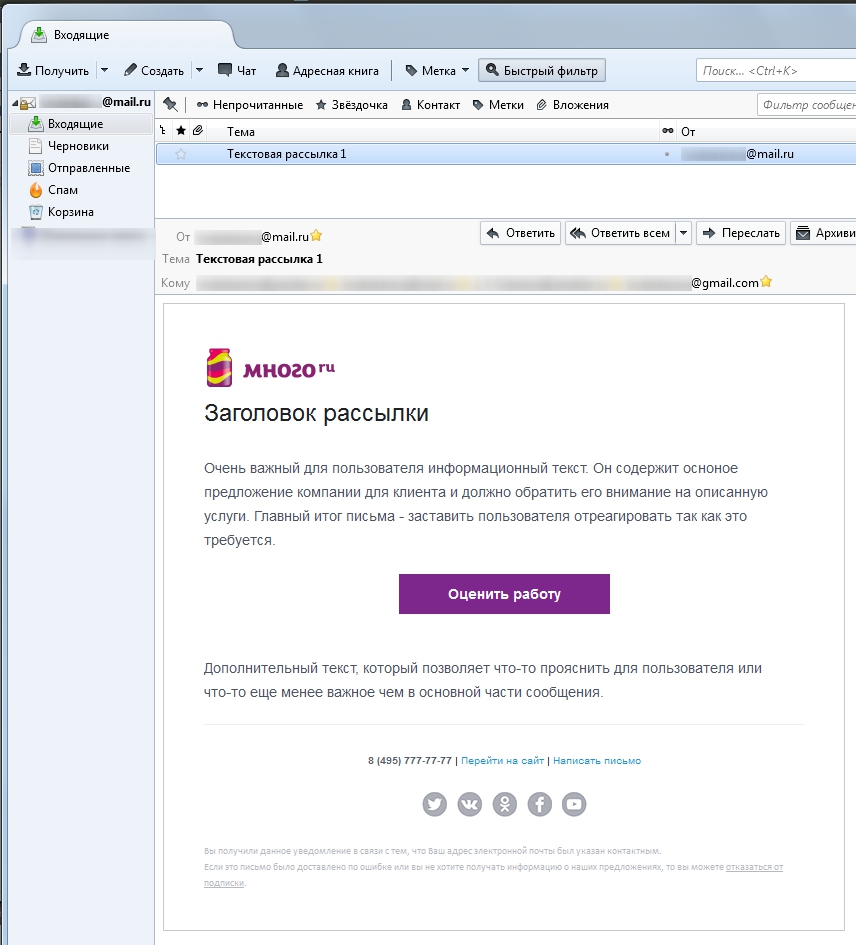 Входящие
Получить
Создать
Чат
Адресная книга
Метка
Быстрый фильтр
Поиск... <Ctrl+K>
@mail.ru
Непрочитанные
Звёздочка
Контакт
Метки
Вложения
Фильтр сообщен
Входящие
Черновики
Отправленные
Спам
Корзина
Тема
От
Текстовая рассылка 1
@mail.ru
От @mail.ru
Ответить
Ответить всем
Переслать
Архиви
Тема Текстовая рассылка 1
Кому @gmail.com
много ru
Заголовок рассылки
Очень важный для пользователя информационный текст. Он содержит осноное
предложение компании для клиента и должно обратить его внимание на описанную
услуги. Главный итог письма - заставить пользователя отреагировать так как это
требуется.
Оценить работу
Дополнительный текст, который позволяет что-то прояснить для пользователя или
что-то еще менее важное чем в основной части сообщения.
8 (495) 777-77-77 | Перейти на сайт | Написать письмо
Вы получили данное уведомление в связи с тем, что Ваш адрес электронной почты был указан контактным.
Если это письмо было доставлено по ошибке или вы не хотите получать информацию о наших предложениях, то вы можете отказаться от
подписки.